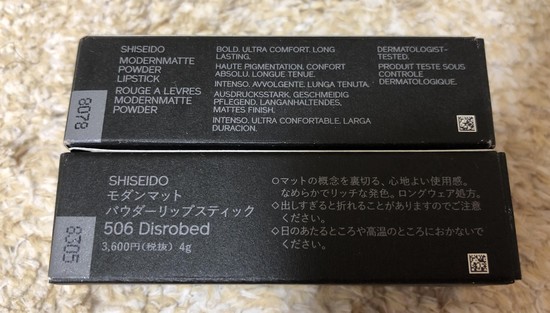 SHISEIDO
MODERNMATTE
POWDER
LIPSTICK
ROUGE A LEVRES
MODERNMATTE
POWDER
BOLD. ULTRA COMFORT. LONG
LASTING.
HAUTE PIGMENTATION. CONFORT
ABSOLU. LONGUE TENUE.
INTENSO. AVVOLGENTE. LUNGA TENUTA.
AUSDRUCKSSTARK, GESCHMEIDIG
PFLEGEND, LANGANHALTENDES,
MATTES FINISH.
INTENSO, ULTRA CONFORTABLE, LARGA
DURACION.
DERMATOLOGIST-
TESTED.
PRODUIT TESTE SOUS
CONTROLE
DERMATOLOGIQUE.
8078
SHISEIDO
モダンマット
パウダーリップスティック
506 Disrobed
3,600円(税抜) 4g
○マットの概念を裏切る、心地よい使用感。
なめらかでリッチな発色。ロングウェア処方。
◇出しすぎると折れることがありますのでご注意
ください。
◇日のあたるところや高温のところにおかないで
ください。
8305